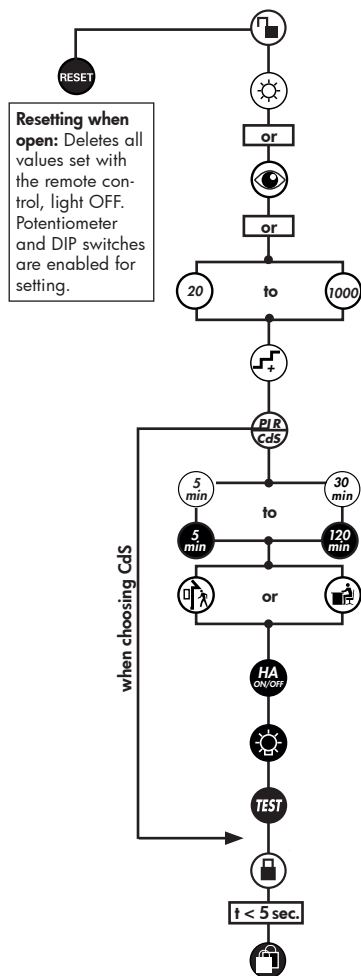 RESET
Resetting when
open: Deletes all
values set with
the remote con-
trol, light OFF.
Potentiometer
and DIP switches
are enabled for
setting.
or
or
20 to 1000
+
PIR
CdS
5 min
30 min
to
5 min
120 min
or
when choosing CdS
HA
ON/OFF
TEST
t < 5 sec.